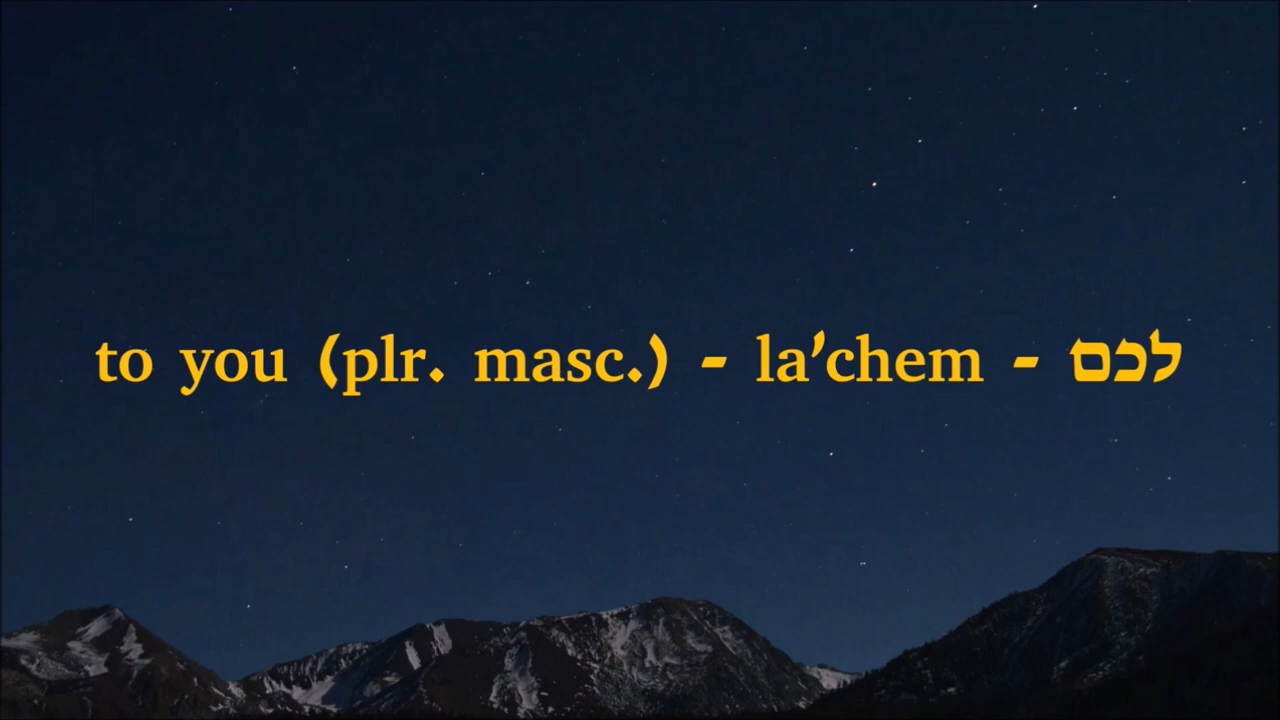 to you (plr. masc.) - la'chem - לכם